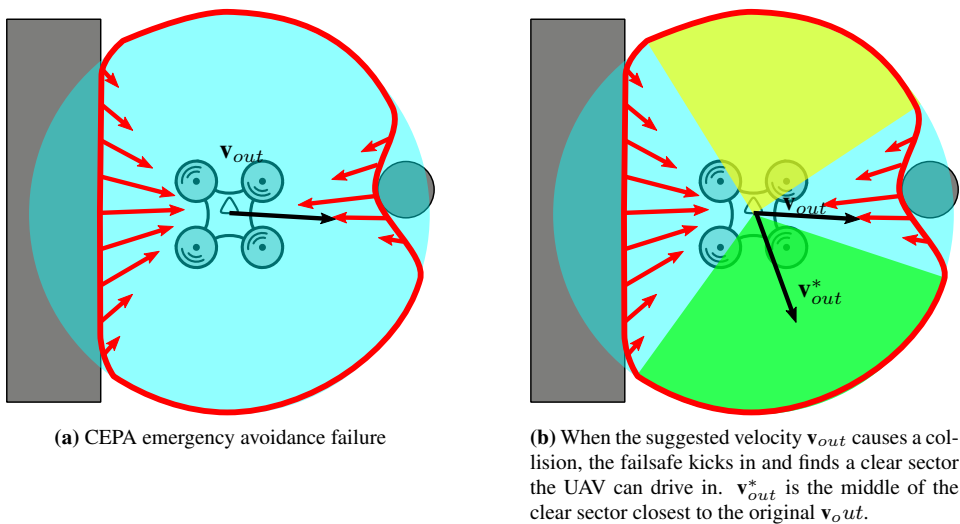 v_out
v_out
v*_out
(a) CEPA emergency avoidance failure
(b) When the suggested velocity v_out causes a col-
lision, the failsafe kicks in and finds a clear sector
the UAV can drive in. v*_out is the middle of the
clear sector closest to the original v_out.